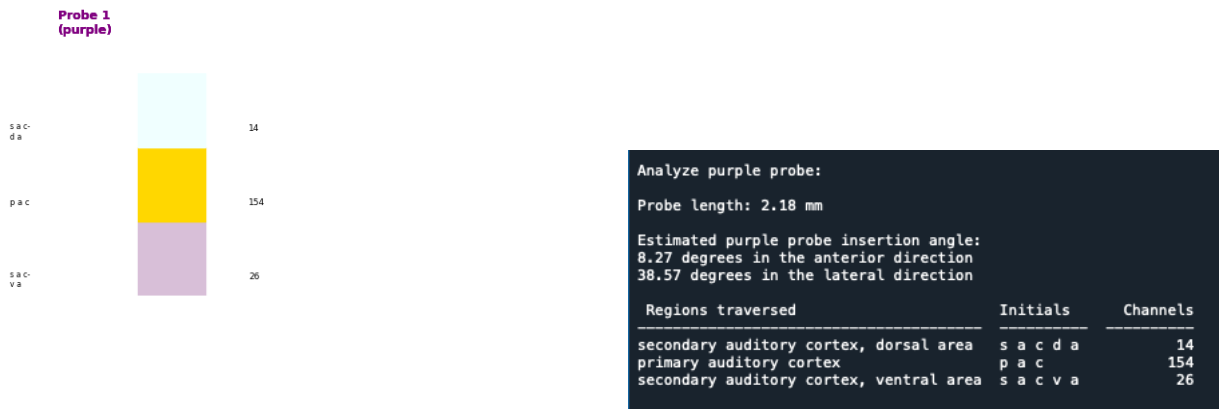 Probe 1
(purple)
s a c-
d a
14
p a c
154
s a c-
v a
26
Analyze purple probe:
Probe length: 2.18 mm
Estimated purple probe insertion angle:
8.27 degrees in the anterior direction
38.57 degrees in the lateral direction
Regions traversed Initials Channels
secondary auditory cortex, dorsal area s a c d a 14
primary auditory cortex p a c 154
secondary auditory cortex, ventral area s a c v a 26